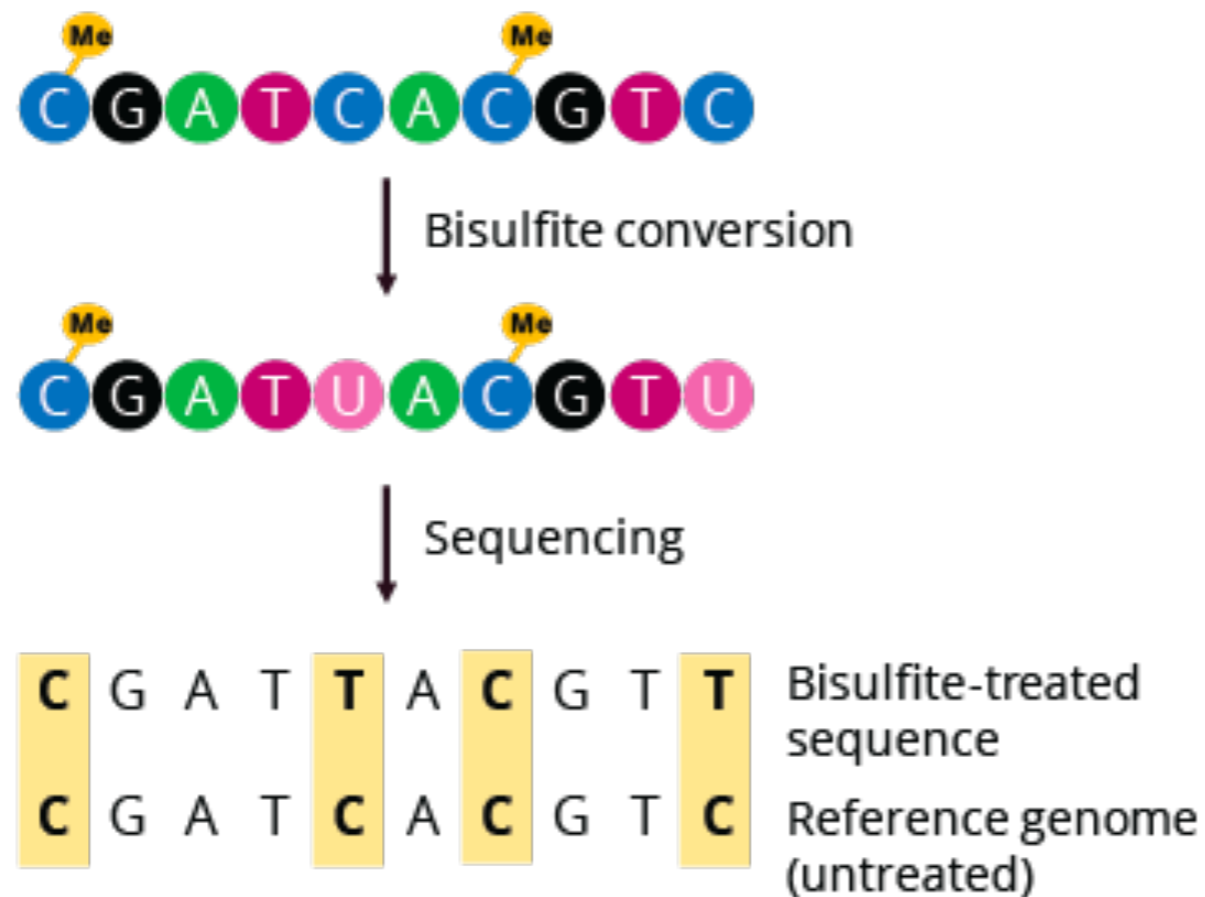 Me Me
C G A T C A C G T C
Bisulfite conversion
Me Me
C G A T U A C G T U
Sequencing
C G A T T A C G T T
Bisulfite-treated
sequence
C G A T C A C G T C
Reference genome
(untreated)